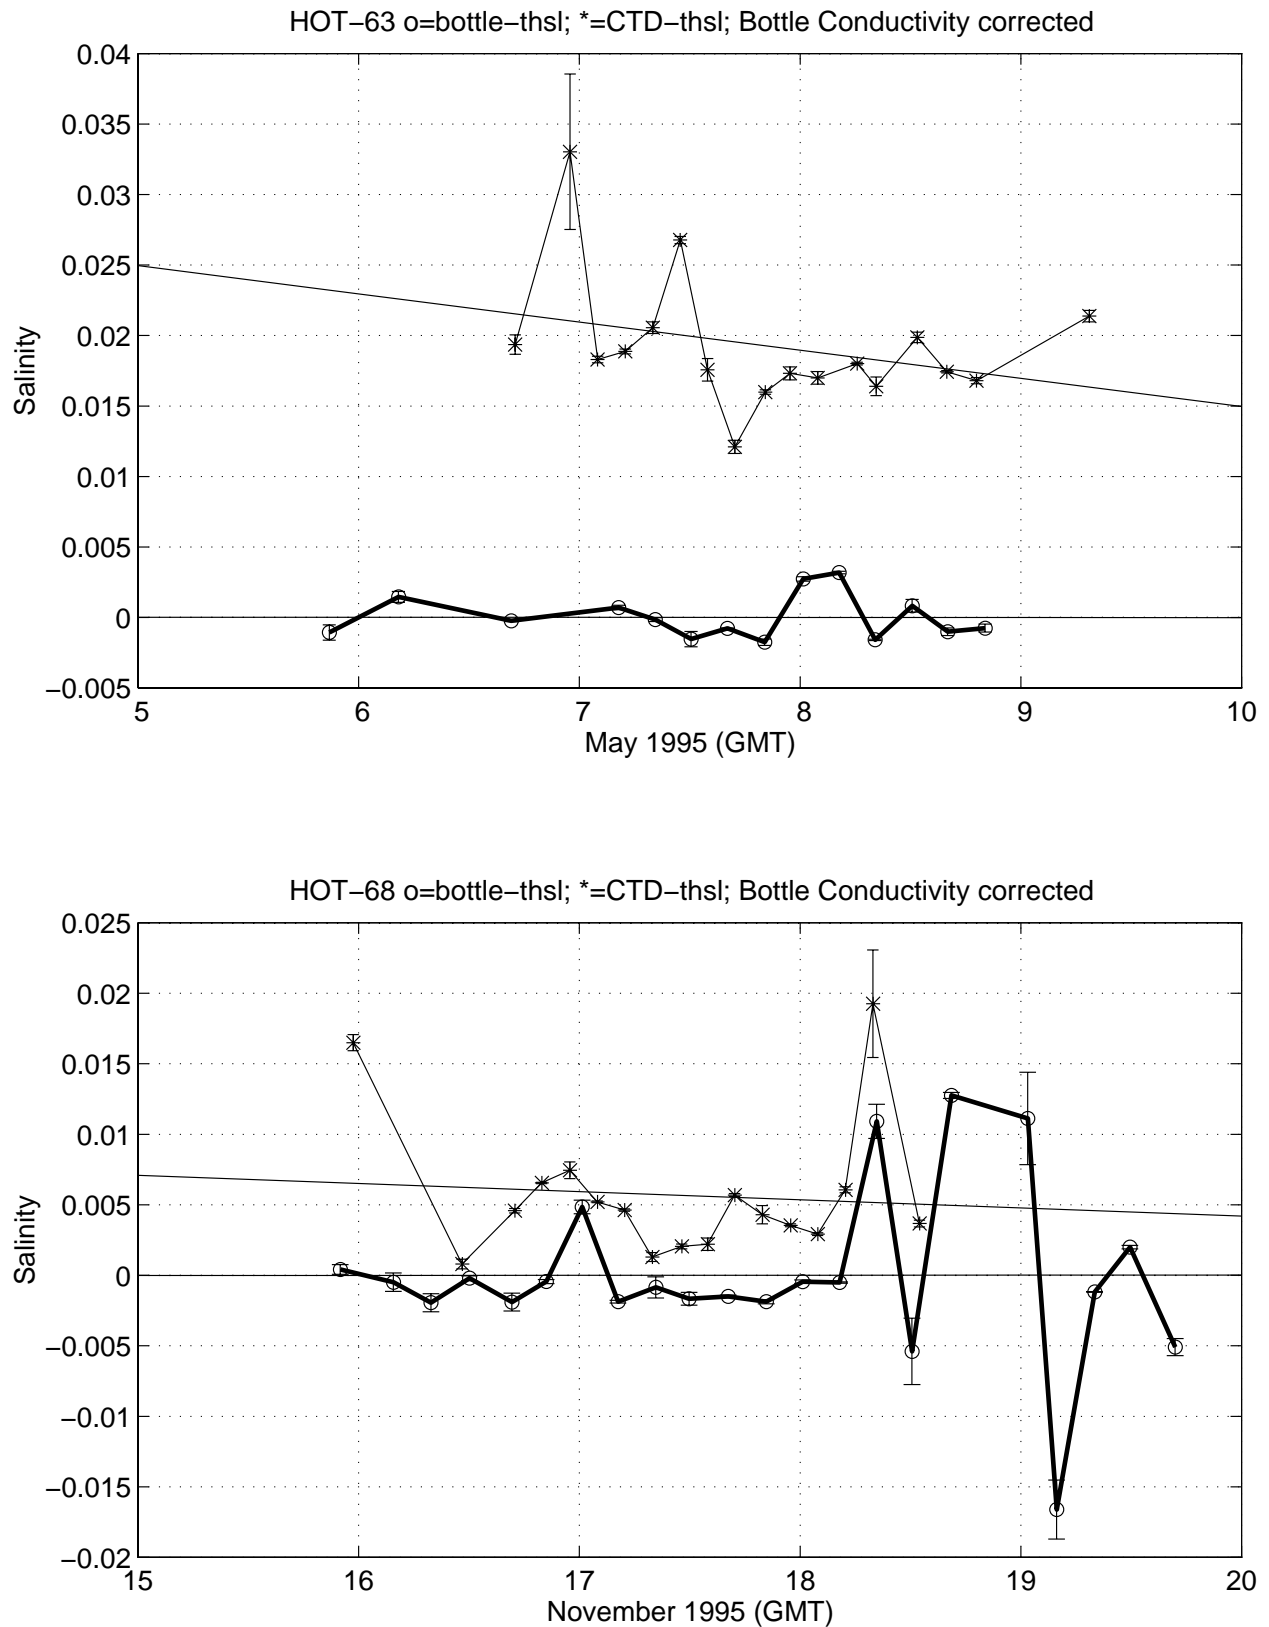 HOT−63 o=bottle−thsl; *=CTD−thsl; Bottle Conductivity corrected
0.04
0.035
0.03
0.025
0.02
0.015
0.01
0.005
0
−0.005
Salinity
5 6 7 8 9 10
May 1995 (GMT)
HOT−68 o=bottle−thsl; *=CTD−thsl; Bottle Conductivity corrected
0.025
0.02
0.015
0.01
0.005
0
−0.005
−0.01
−0.015
−0.02
Salinity
15 16 17 18 19 20
November 1995 (GMT)